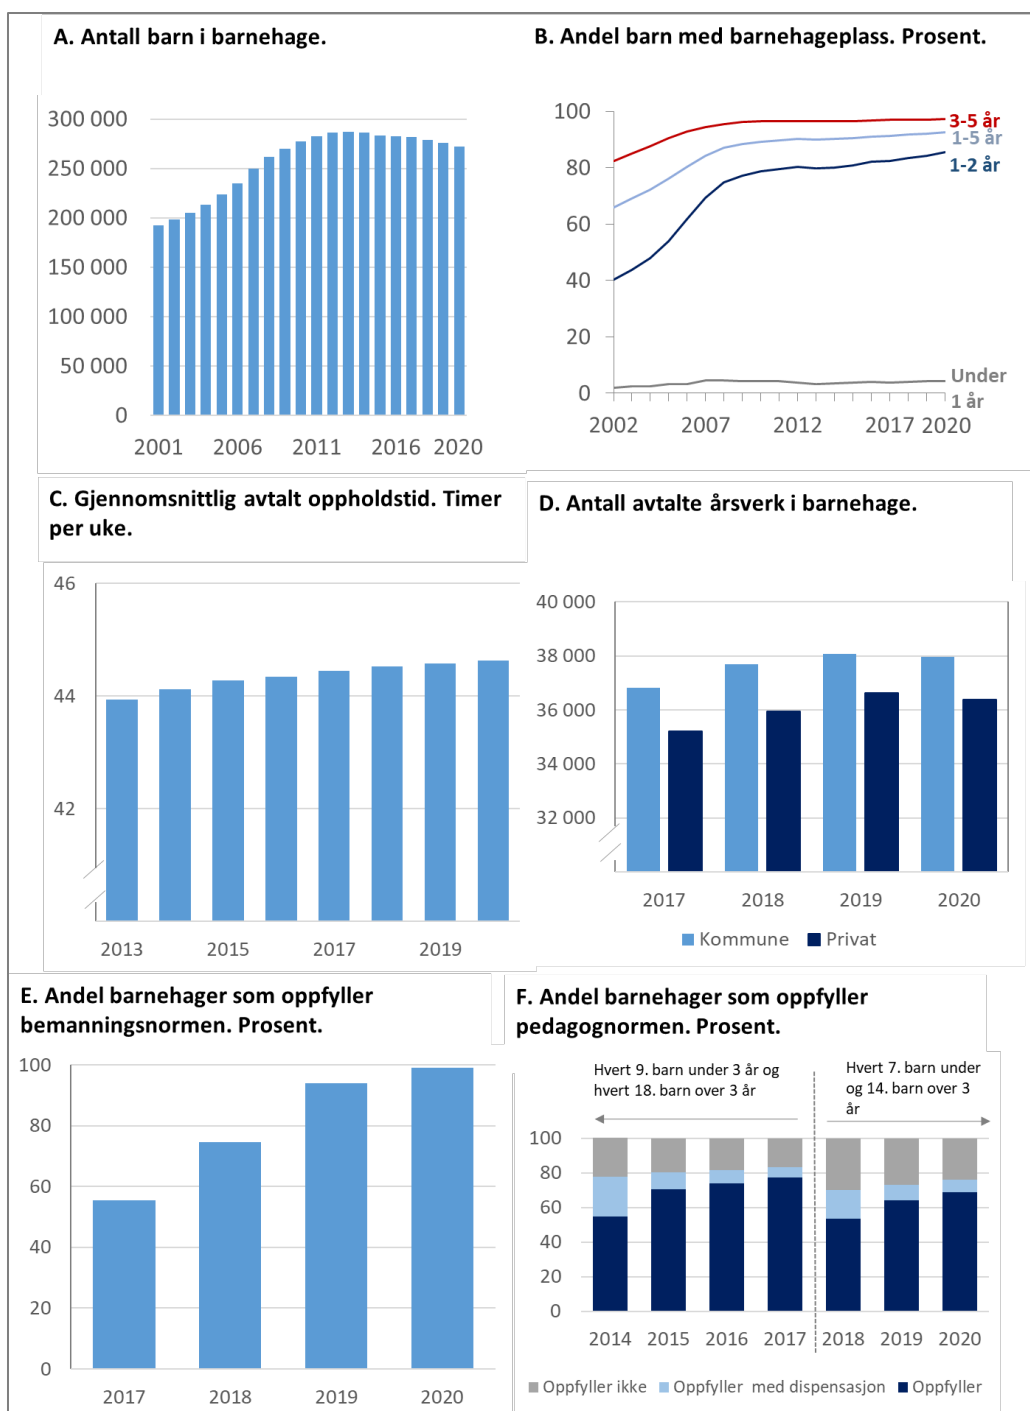 A. Antall barn i barnehage.
300 000
250 000
200 000
150 000
100 000
50 000
0
2001 2006 2011 2016 2020
B. Andel barn med barnehageplass. Prosent.
100
80
60
40
20
0
3-5 år
1-5 år
1-2 år
Under
1 år
2002 2007 2012 2017 2020
C. Gjennomsnittlig avtalt oppholdstid. Timer
per uke.
46
44
42
2013 2015 2017 2019
D. Antall avtalte årsverk i barnehage.
40 000
38 000
36 000
34 000
32 000
2017 2018 2019 2020
Kommune Privat
E. Andel barnehager som oppfyller
bemanningsnormen. Prosent.
100
80
60
40
20
0
2017 2018 2019 2020
F. Andel barnehager som oppfyller
pedagognormen. Prosent.
Hvert 9. barn under 3 år og
hvert 18. barn over 3 år
Hvert 7. barn under
og 14. barn over 3
år
100
80
60
40
20
0
2014 2015 2016 2017 2018 2019 2020
Oppfyller ikke Oppfyller med dispensasjon Oppfyller